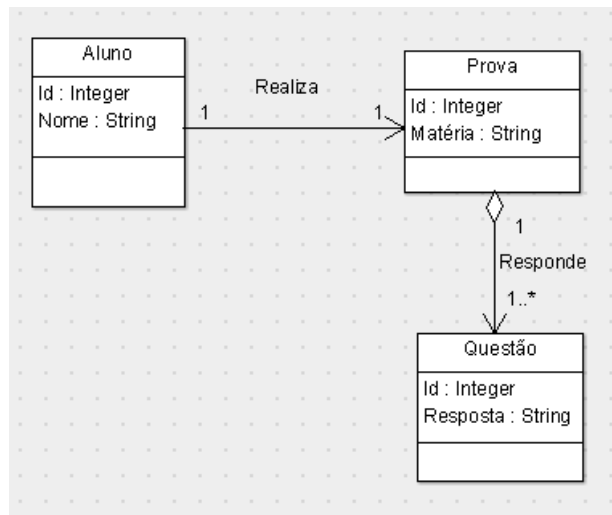 Aluno
Id : Integer
Nome : String
Realiza
1
1
Prova
Id : Integer
Matéria : String
1
Responde
1..*
Questão
Id : Integer
Resposta : String